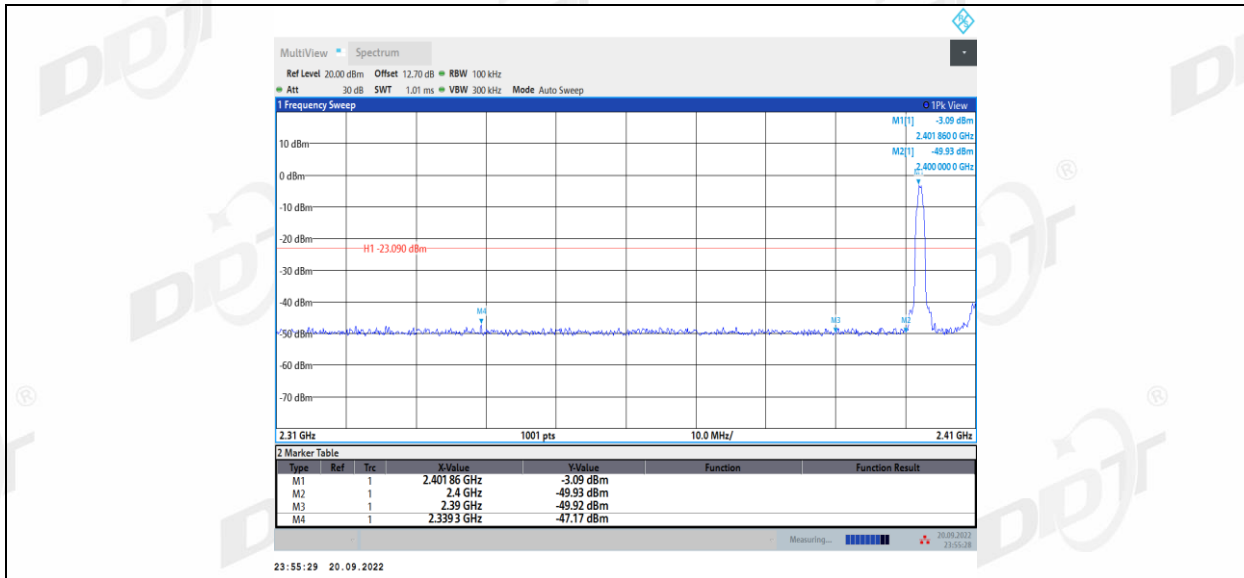 MultiView Spectrum
Ref Level 20.00 dBm Offset 12.70 dB RBW 100 kHz
Att 30 dB SWT 1.01 ms VBW 300 kHz Mode Auto Sweep
1 Frequency Sweep 1Pk View
M1[1] -3.09 dBm
2.401 860 0 GHz
10 dBm
M2[1] -49.93 dBm
2.400 000 0 GHz
M1
0 dBm
-10 dBm
-20 dBm
H1 -23.090 dBm
-30 dBm
-40 dBm
M4
M3 M2
-50 dBm
-60 dBm
-70 dBm
2.31 GHz 1001 pts 10.0 MHz/ 2.41 GHz
2 Marker Table
Type Ref Trc X-Value Y-Value Function Function Result
M1 1 2.401 86 GHz -3.09 dBm
M2 1 2.4 GHz -49.93 dBm
M3 1 2.39 GHz -49.92 dBm
M4 1 2.339 3 GHz -47.17 dBm
Measuring... 20.09.2022
23:55:28
23:55:29 20.09.2022
DDT
®